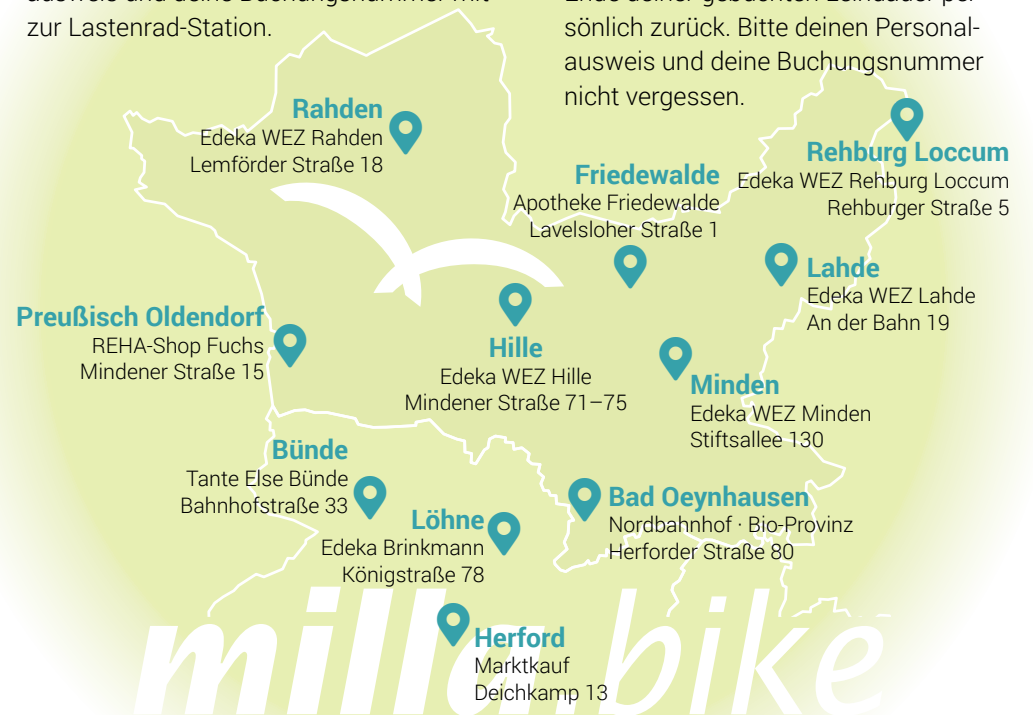 zur Lastenrad-Station.
sönlich zurück. Bitte deinen Personal-
ausweis und deine Buchungsnummer
nicht vergessen.
Rahden
Edeka WEZ Rahden
Lemförder Straße 18
Rehburg Loccum
Edeka WEZ Rehburg Loccum
Rehburger Straße 5
Friedewalde
Apotheke Friedewalde
Lavelsloher Straße 1
Lahde
Edeka WEZ Lahde
An der Bahn 19
Preußisch Oldendorf
REHA-Shop Fuchs
Mindener Straße 15
Hille
Edeka WEZ Hille
Mindener Straße 71–75
Minden
Edeka WEZ Minden
Stiftsallee 130
Bünde
Tante Else Bünde
Bahnhofstraße 33
Löhne
Edeka Brinkmann
Königstraße 78
Bad Oeynhausen
Nordbahnhof · Bio-Provinz
Herforder Straße 80
Herford
Marktkauf
Deichkamp 13
milla.bike